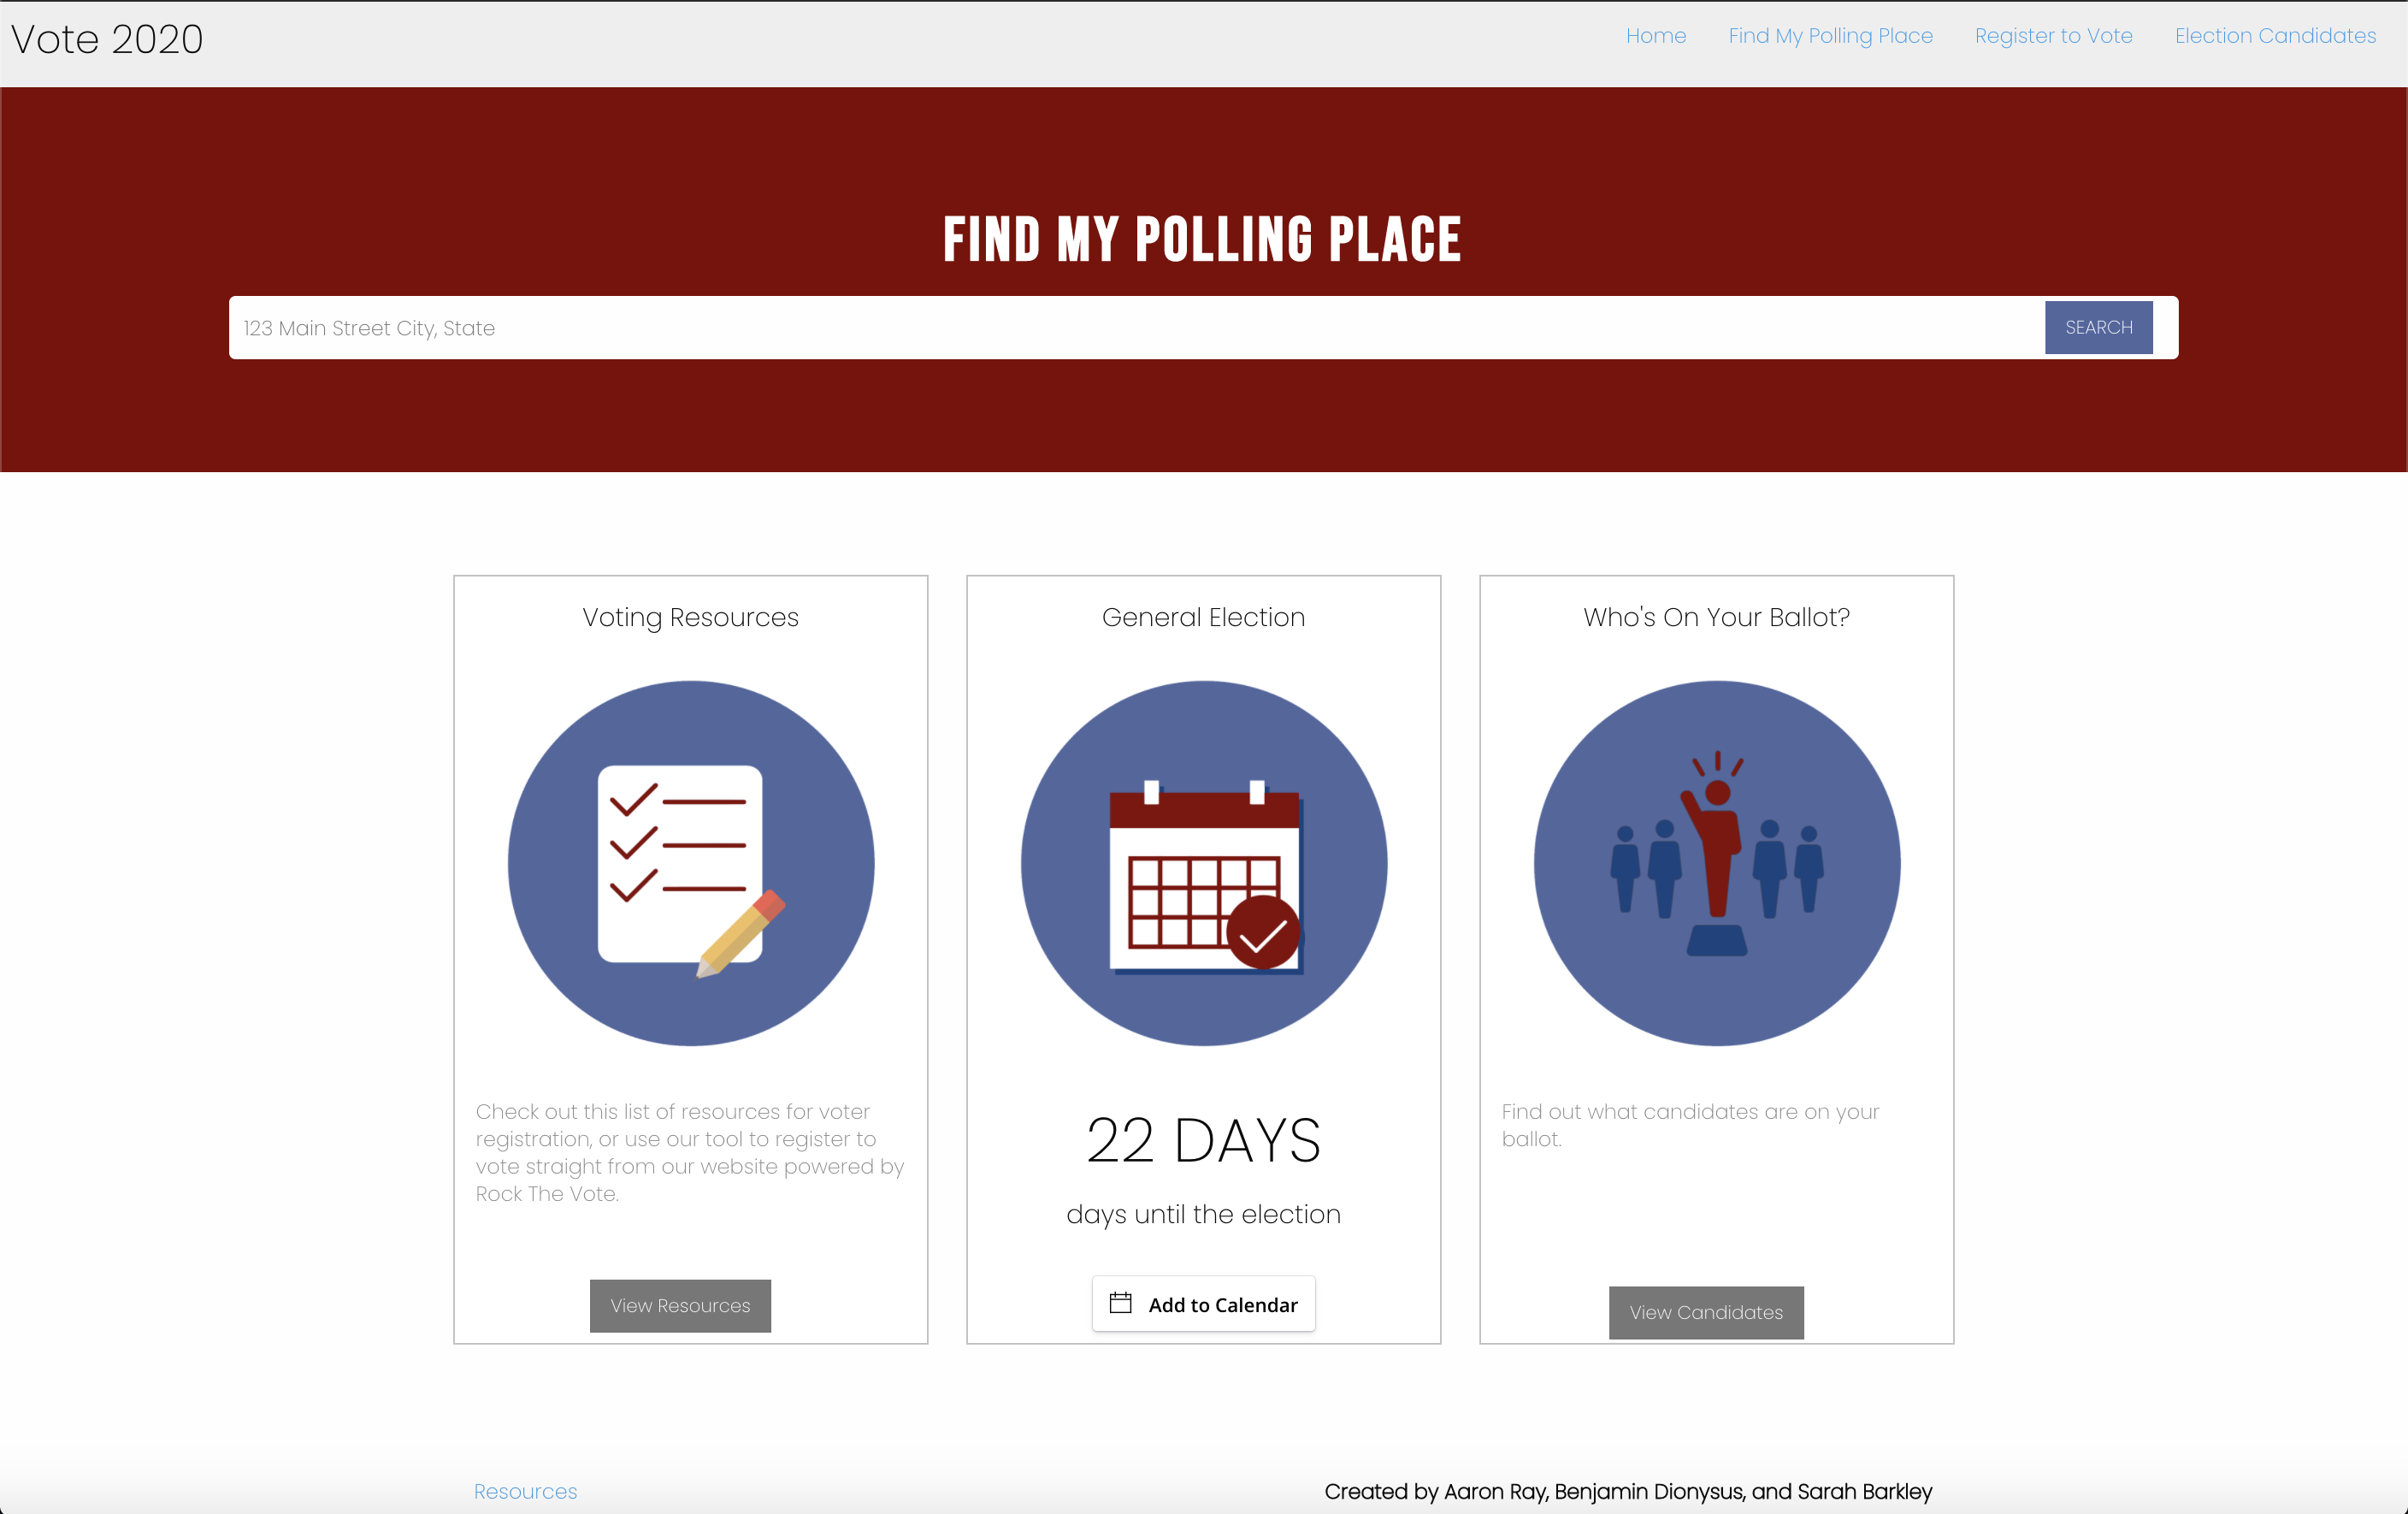 Vote 2020
Home
Find My Polling Place
Register to Vote
Election Candidates
FIND MY POLLING PLACE
123 Main Street City, State
SEARCH
Voting Resources
Check out this list of resources for voter
registration, or use our tool to register to
vote straight from our website powered by
Rock The Vote.
View Resources
General Election
22 DAYS
days until the election
Add to Calendar
Who's On Your Ballot?
Find out what candidates are on your
ballot.
View Candidates
Resources
Created by Aaron Ray, Benjamin Dionysus, and Sarah Barkley